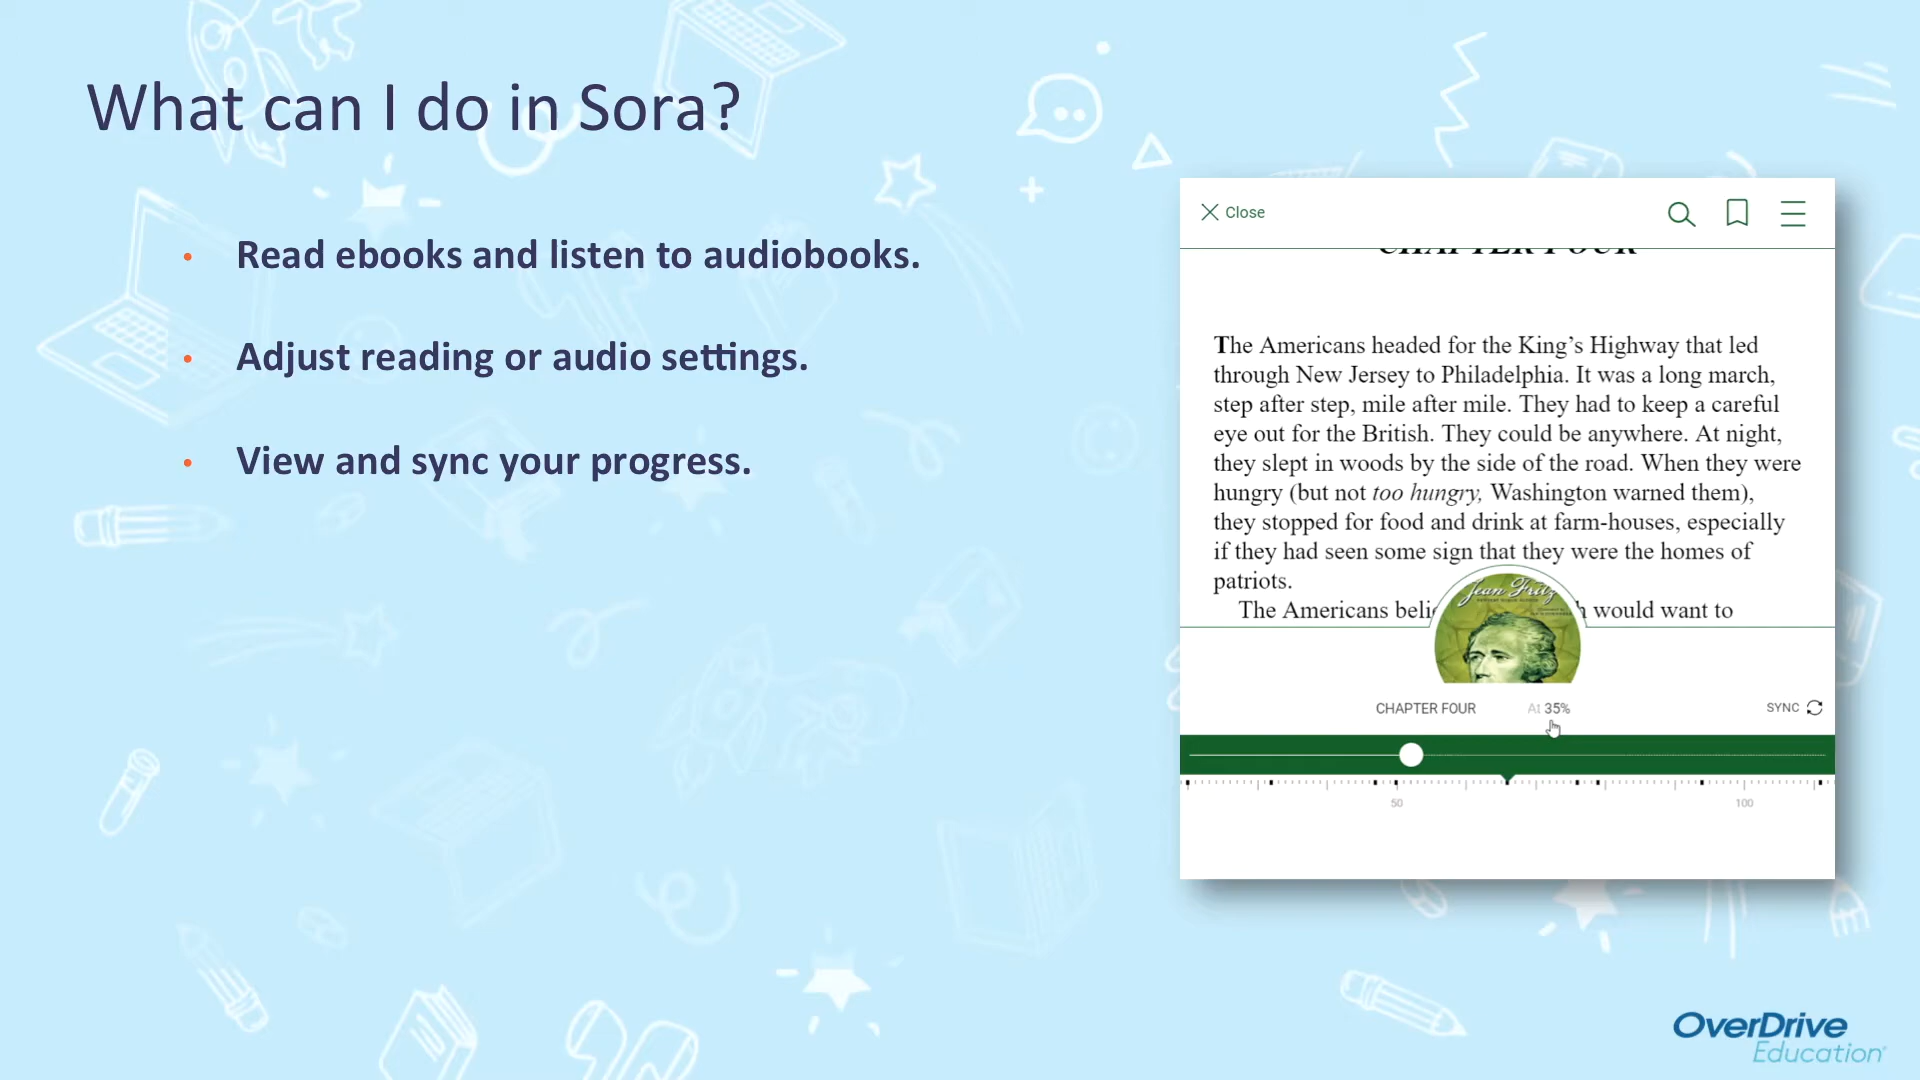 What can I do in Sora?
• Read ebooks and listen to audiobooks.
• Adjust reading or audio settings.
• View and sync your progress.
Close
CHAPTER FOUR
The Americans headed for the King’s Highway that led
through New Jersey to Philadelphia. It was a long march,
step after step, mile after mile. They had to keep a careful
eye out for the British. They could be anywhere. At night,
they slept in woods by the side of the road. When they were
hungry (but not too hungry, Washington warned them),
they stopped for food and drink at farm-houses, especially
if they had seen some sign that they were the homes of
patriots.
The Americans beli h would want to
Jean Fritz
CHAPTER FOUR At 35% SYNC
50 100
OverDrive
Education